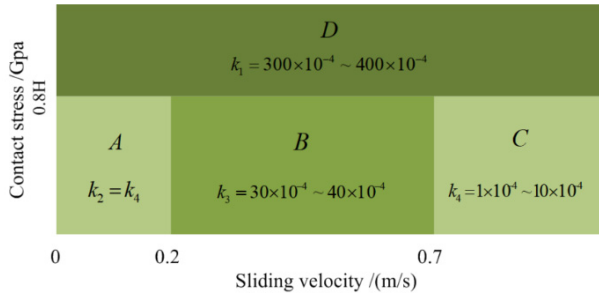 D
k₁ = 300×10⁻⁴ ~ 400×10⁻⁴
Contact stress /Gpa
0.8H
A
B
C
k₂ = k₄
k₃ = 30×10⁻⁴ ~ 40×10⁻⁴
k₄ =1×10⁴ ~10×10⁴
0
0.2
0.7
Sliding velocity /(m/s)